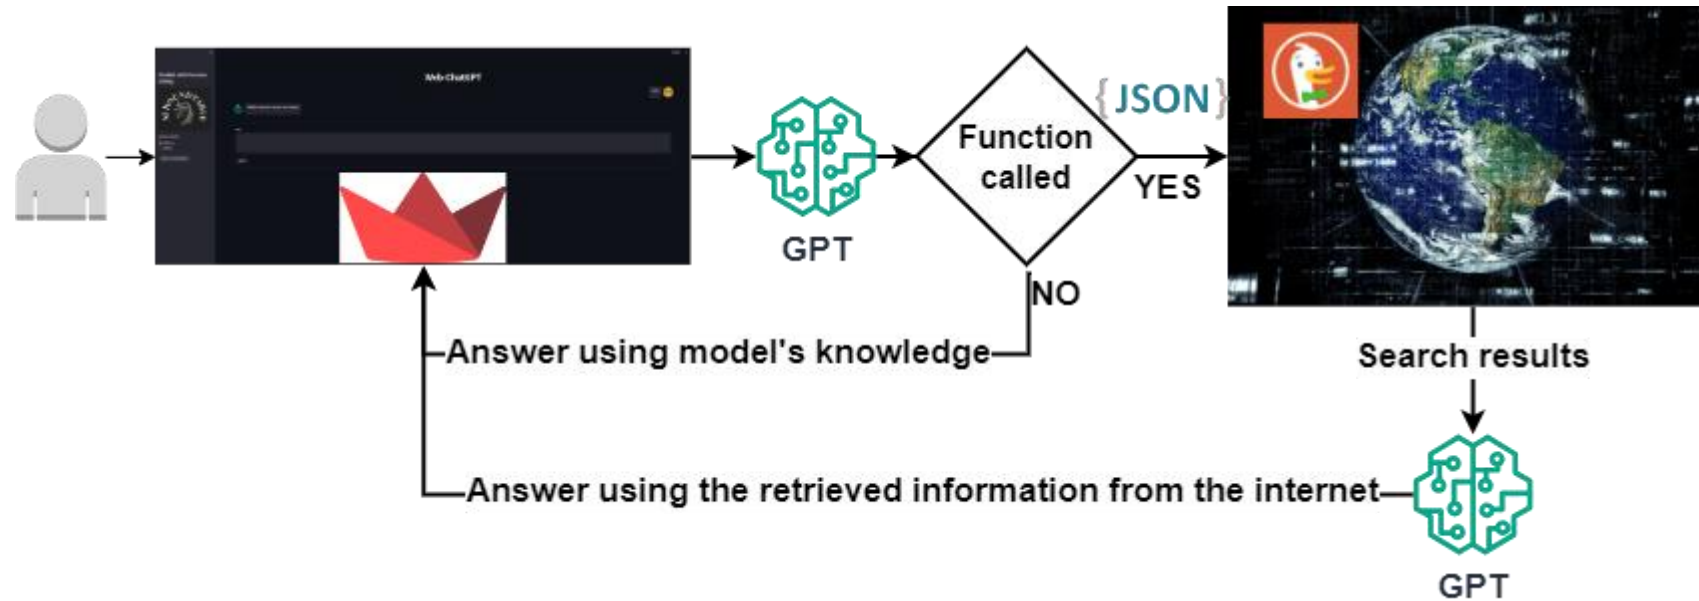 Web ChatGPT
{JSON}
Function
called
YES
GPT
NO
Answer using model's knowledge
Search results
Answer using the retrieved information from the internet
GPT